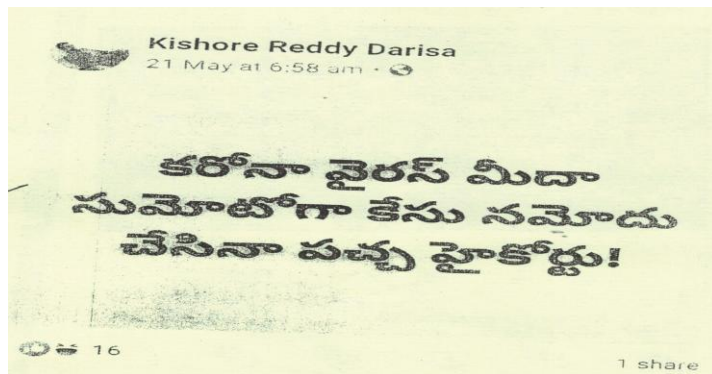 Kishore Reddy Darisa
21 May at 6:58 am
కరోనా వైరస్ మీదా
సుమోటోగా కేసు నమోదు
చేసినా పచ్చ హైకోర్టు!
16
1 share